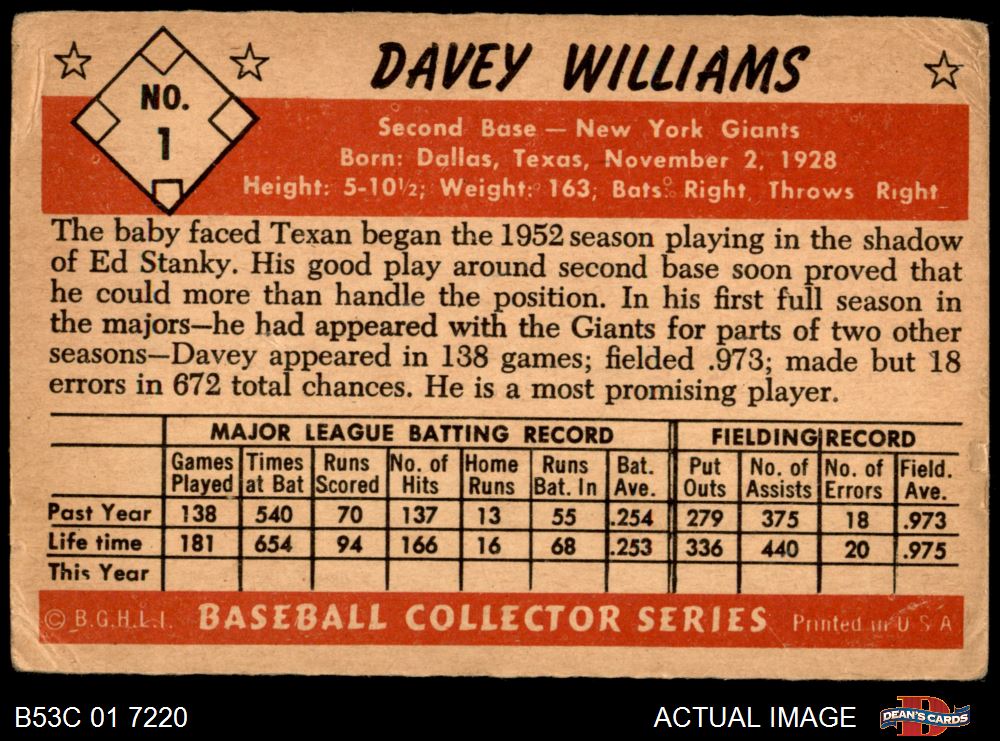 NO.
1
DAVEY WILLIAMS
Second Base — New York Giants
Born: Dallas, Texas, November 2, 1928
Height: 5-10½; Weight: 163; Bats: Right, Throws Right
The baby faced Texan began the 1952 season playing in the shadow
of Ed Stanky. His good play around second base soon proved that
he could more than handle the position. In his first full season in
the majors—he had appeared with the Giants for parts of two other
seasons—Davey appeared in 138 games; fielded .973; made but 18
errors in 672 total chances. He is a most promising player.
MAJOR LEAGUE BATTING RECORD FIELDING RECORD
Games Times Runs No. of Home Runs Bat. Put No. of No. of Field.
Played at Bat Scored Hits Runs Bat. In Ave. Outs Assists Errors Ave.
Past Year 138 540 70 137 13 55 .254 279 375 18 .973
Life time 181 654 94 166 16 68 .253 336 440 20 .975
This Year
© B.G.H.L.I. BASEBALL COLLECTOR SERIES Printed in U S A
B53C 01 7220 ACTUAL IMAGE DEAN'S CARDS